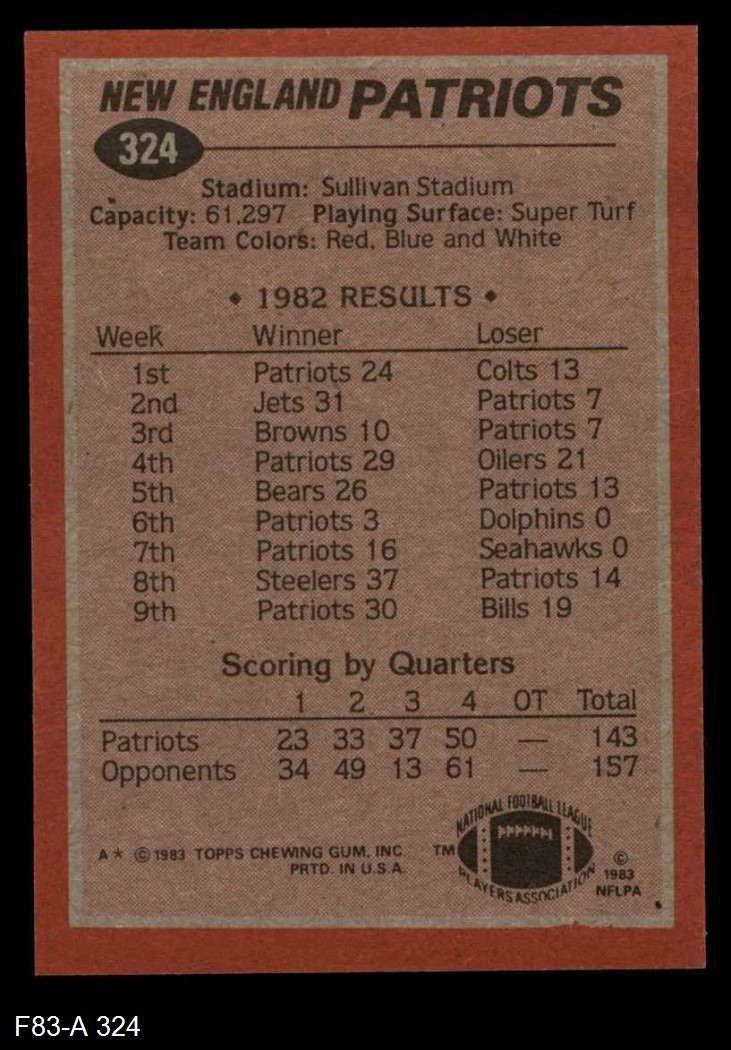 NEW ENGLAND PATRIOTS
324
Stadium: Sullivan Stadium
Capacity: 61,297 Playing Surface: Super Turf
Team Colors: Red, Blue and White
• 1982 RESULTS •
Week Winner Loser
1st Patriots 24 Colts 13
2nd Jets 31 Patriots 7
3rd Browns 10 Patriots 7
4th Patriots 29 Oilers 21
5th Bears 26 Patriots 13
6th Patriots 3 Dolphins 0
7th Patriots 16 Seahawks 0
8th Steelers 37 Patriots 14
9th Patriots 30 Bills 19
Scoring by Quarters
1 2 3 4 OT Total
Patriots 23 33 37 50 — 143
Opponents 34 49 13 61 — 157
A* © 1983 TOPPS CHEWING GUM, INC.
PRTD. IN U.S.A.
TM
NATIONAL FOOTBALL LEAGUE
PLAYERS ASSOCIATION
©
1983
NFLPA
F83-A 324